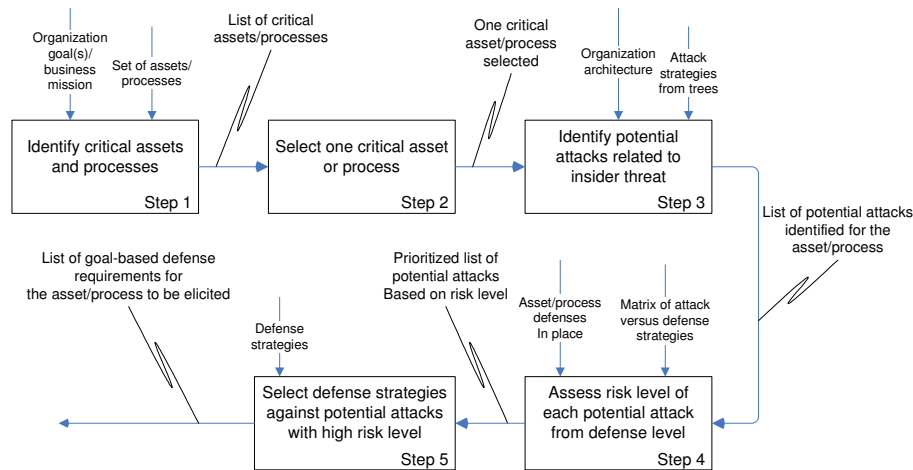 Organization
goal(s)/
business
mission
Set of assets/
processes
List of critical
assets/processes
One critical
asset/process
selected
Organization
architecture
Attack
strategies
from trees
Identify critical assets
and processes
Step 1
Select one critical asset
or process
Step 2
Identify potential
attacks related to
insider threat
Step 3
List of potential attacks
identified for the
asset/process
List of goal-based defense
requirements for
the asset/process to be elicited
Defense
strategies
Prioritized list of
potential attacks
Based on risk level
Asset/process
defenses
In place
Matrix of attack
versus defense
strategies
Select defense strategies
against potential attacks
with high risk level
Step 5
Assess risk level of
each potential attack
from defense level
Step 4